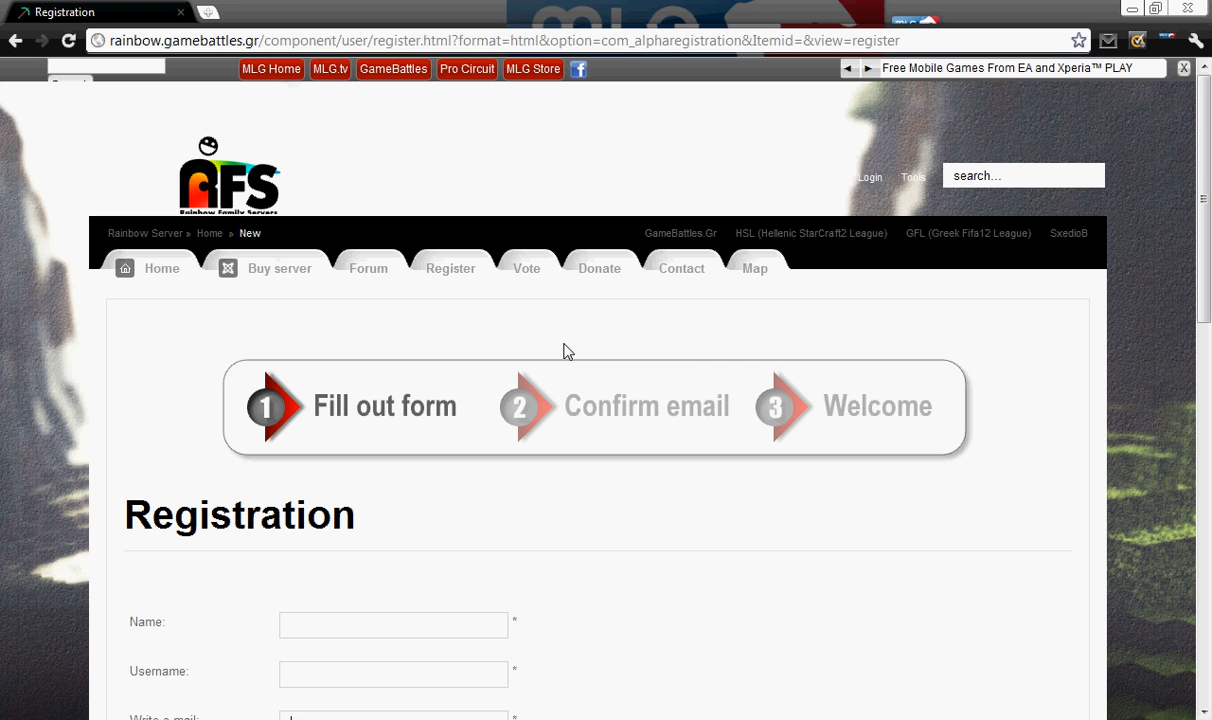 Registration
rainbow.gamebattles.gr/component/user/register.html?format=html&option=com_alpharegistration&Itemid=&view=register
MLG Home MLG.tv GameBattles Pro Circuit MLG Store Free Mobile Games From EA and Xperia™ PLAY X
RFS
Rainbow Family Servers
Login Tools search...
Rainbow Server » Home » New GameBattles.Gr HSL (Hellenic StarCraft2 League) GFL (Greek Fifa12 League) SxedioB
Home Buy server Forum Register Vote Donate Contact Map
1 Fill out form 2 Confirm email 3 Welcome
Registration
Name: *
Username: *
Write e-mail: *